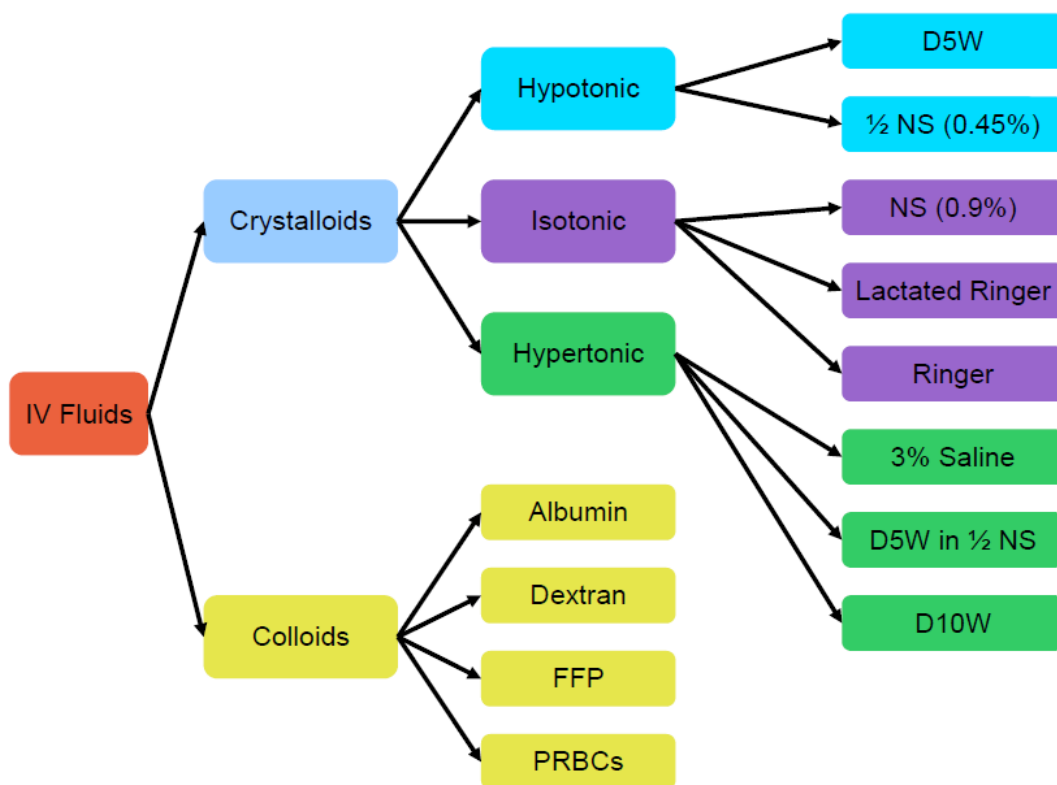 IV Fluids
Crystalloids
Colloids
Hypotonic
Isotonic
Hypertonic
Albumin
Dextran
FFP
PRBCs
D5W
½ NS (0.45%)
NS (0.9%)
Lactated Ringer
Ringer
3% Saline
D5W in ½ NS
D10W